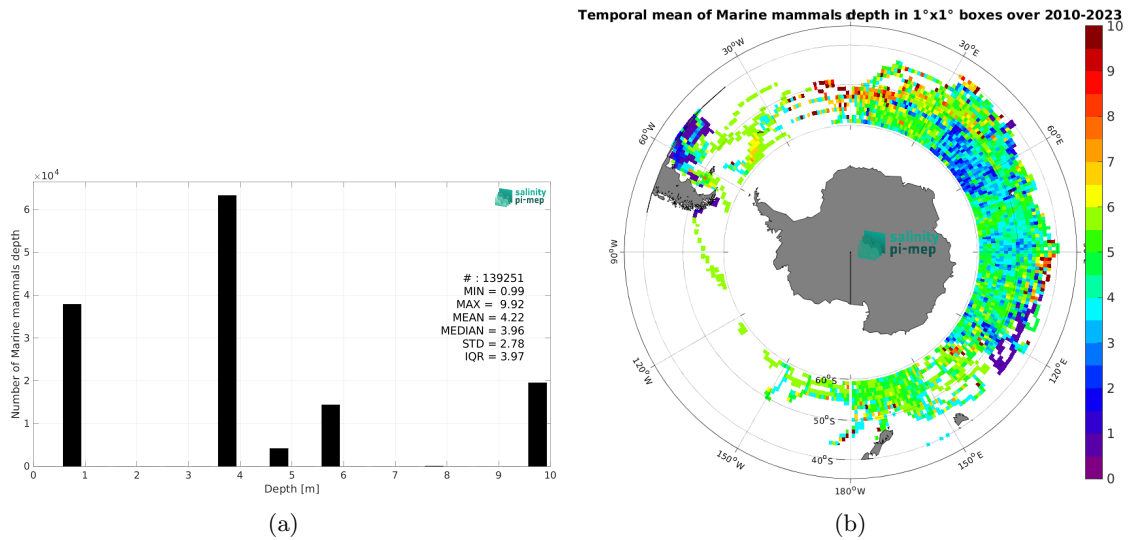 Temporal mean of Marine mammals depth in 1°x1° boxes over 2010-2023
×10⁴
Number of Marine mammals depth
6
5
4
3
2
1
0
0 1 2 3 4 5 6 7 8 9 10
Depth [m]
salinity
pi-mep
# : 139251
MIN = 0.99
MAX = 9.92
MEAN = 4.22
MEDIAN = 3.96
STD = 2.78
IQR = 3.97
(a)
30°W
30°E
60°W
60°E
90°W
120°W
120°E
150°W
150°E
180°W
60°S
50°S
40°S
salinity
pi-mep
10
9
8
7
6
5
4
3
2
1
0
(b)